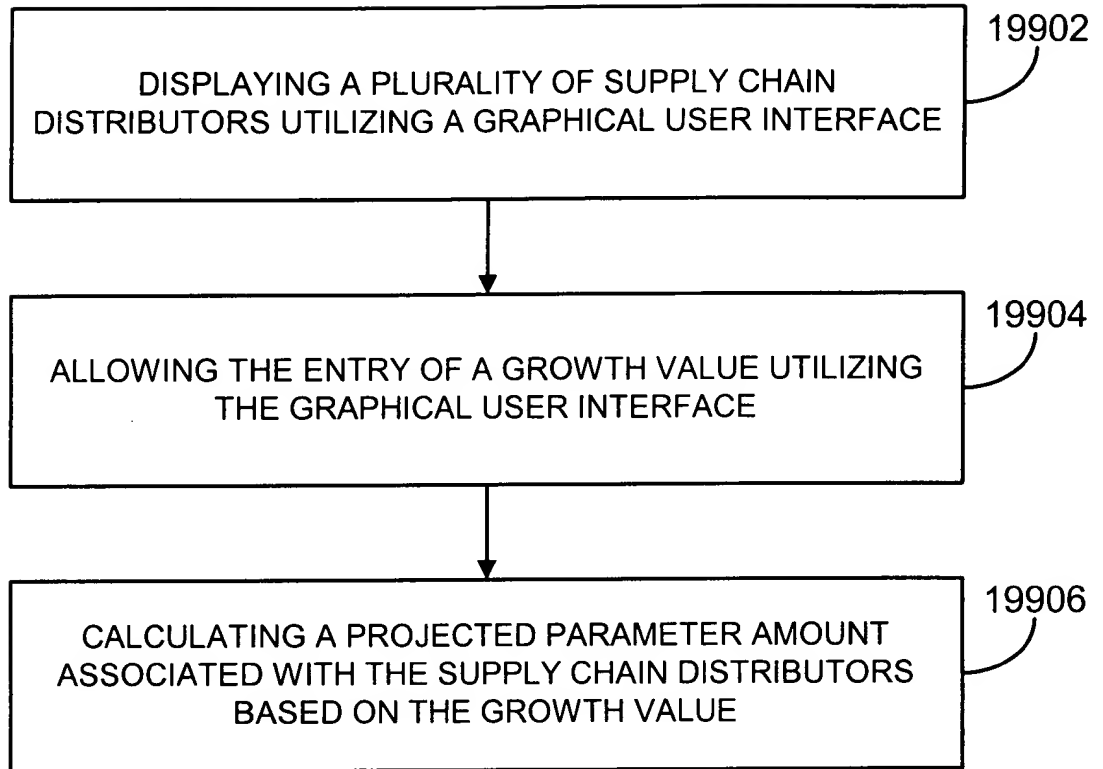 19902
DISPLAYING A PLURALITY OF SUPPLY CHAIN
DISTRIBUTORS UTILIZING A GRAPHICAL USER INTERFACE
19904
ALLOWING THE ENTRY OF A GROWTH VALUE UTILIZING
THE GRAPHICAL USER INTERFACE
19906
CALCULATING A PROJECTED PARAMETER AMOUNT
ASSOCIATED WITH THE SUPPLY CHAIN DISTRIBUTORS
BASED ON THE GROWTH VALUE